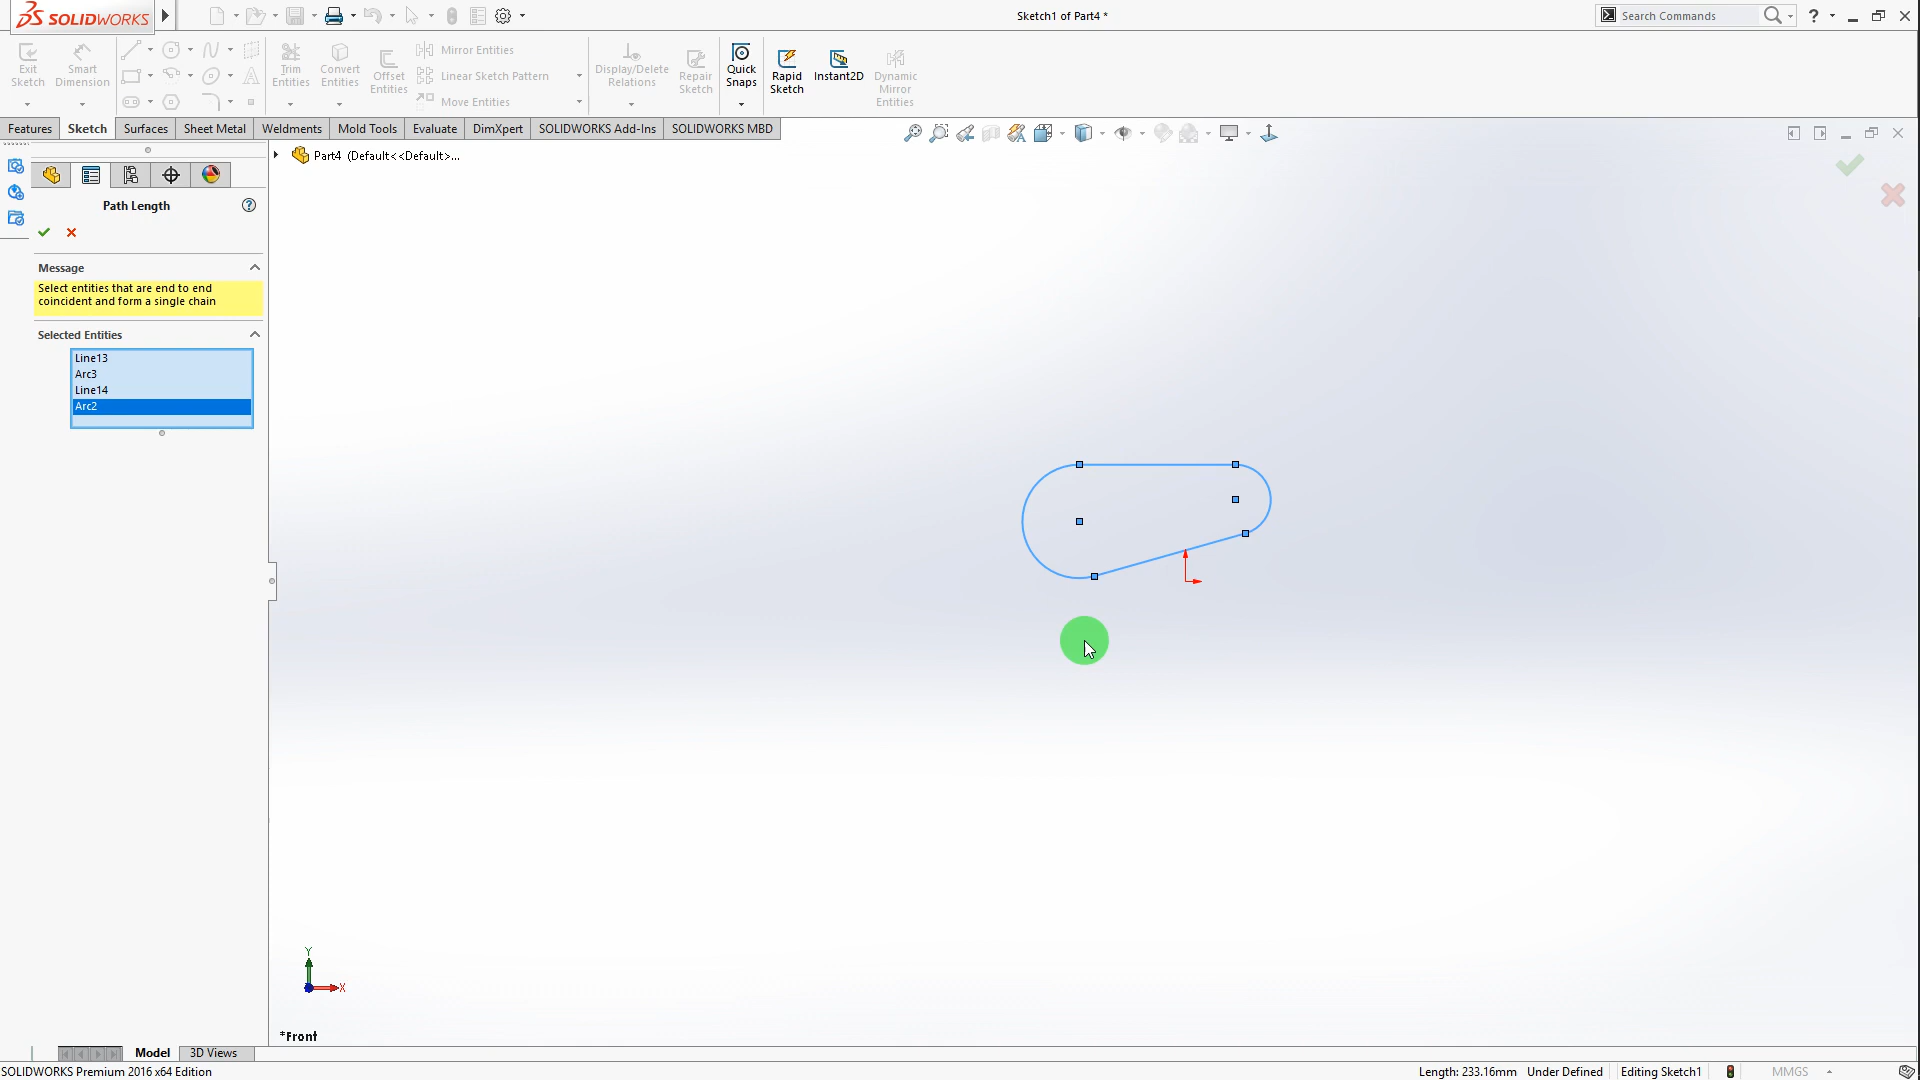 SOLIDWORKS
Sketch1 of Part4 *
Search Commands
?
Exit Sketch
Smart Dimension
Trim Entities
Convert Entities
Offset Entities
Mirror Entities
Linear Sketch Pattern
Move Entities
Display/Delete Relations
Repair Sketch
Quick Snaps
Rapid Sketch
Instant2D
Dynamic Mirror Entities
Features
Sketch
Surfaces
Sheet Metal
Weldments
Mold Tools
Evaluate
DimXpert
SOLIDWORKS Add-Ins
SOLIDWORKS MBD
Part4 (Default<<Default>...
Path Length
?
Message
Select entities that are end to end
coincident and form a single chain
Selected Entities
Line13
Arc3
Line14
Arc2
Y
X
*Front
Model
3D Views
SOLIDWORKS Premium 2016 x64 Edition
Length: 233.16mm
Under Defined
Editing Sketch1
MMGS